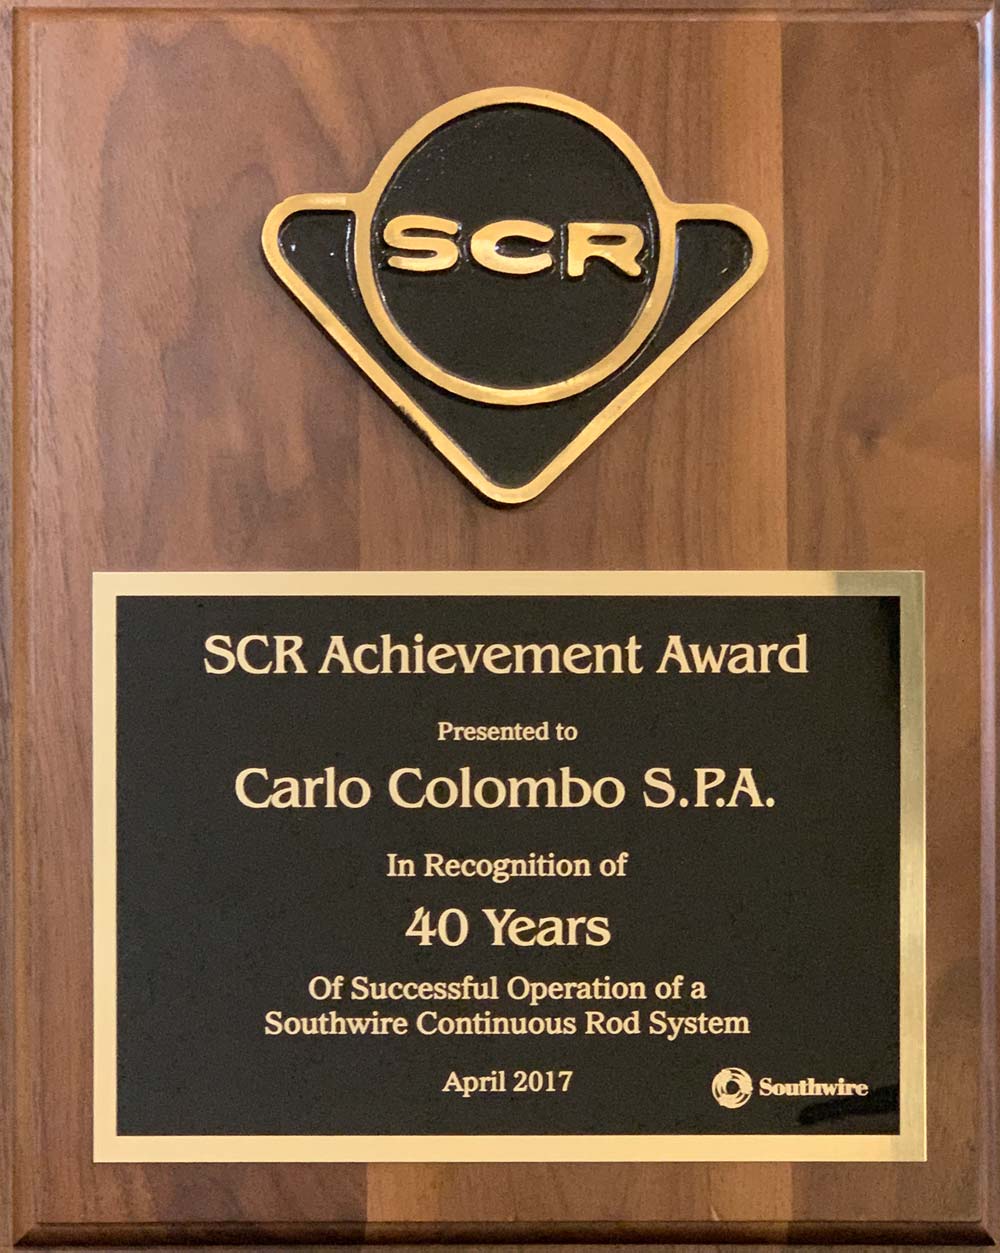 SCR
SCR Achievement Award
Presented to
Carlo Colombo S.P.A.
In Recognition of
40 Years
Of Successful Operation of a
Southwire Continuous Rod System
April 2017
Southwire